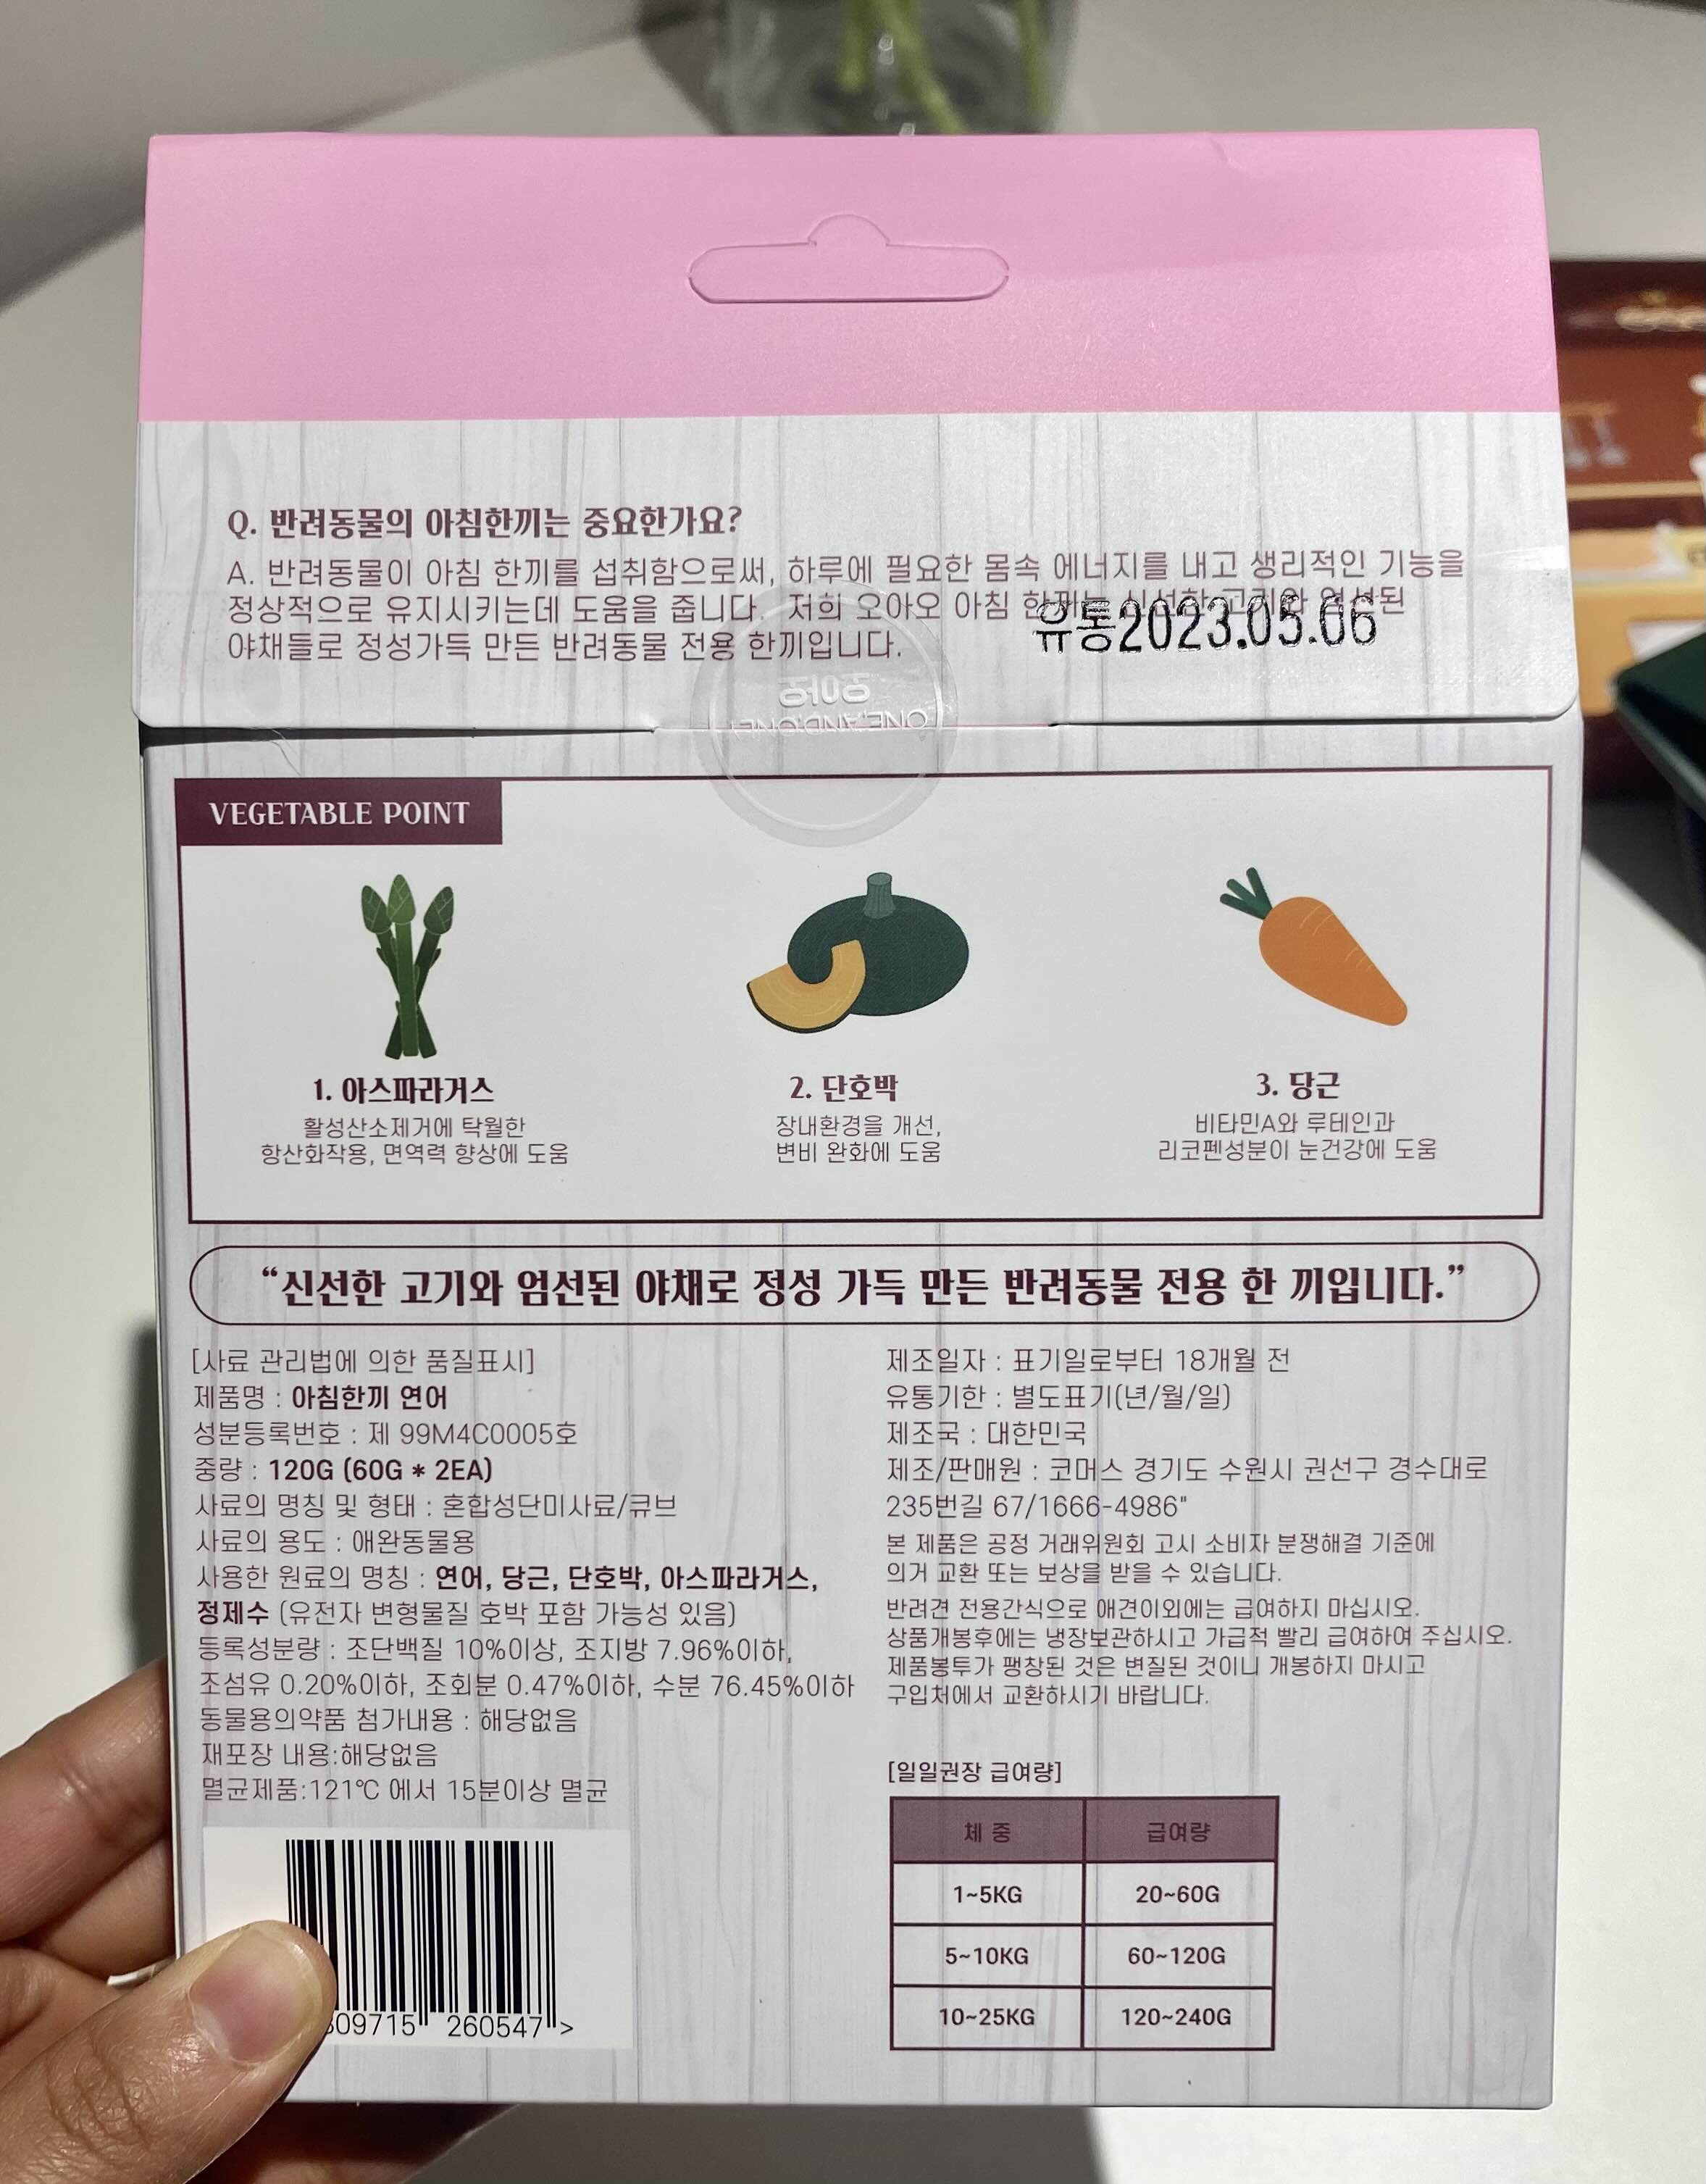 Q. 반려동물의 아침한끼는 중요한가요?
A. 반려동물이 아침 한끼를 섭취함으로써, 하루에 필요한 몸속 에너지를 내고 생리적인 기능을
정상적으로 유지시키는데 도움을 줍니다. 저희 오아오 아침 한끼는 신선한 고기와 엄선된
야채들로 정성가득 만든 반려동물 전용 한끼입니다.
유통2023.05.06
오아오
VEGETABLE POINT
1. 아스파라거스
활성산소제거에 탁월한
항산화작용, 면역력 향상에 도움
2. 단호박
장내환경을 개선,
변비 완화에 도움
3. 당근
비타민A와 루테인과
리코펜성분이 눈건강에 도움
“신선한 고기와 엄선된 야채로 정성 가득 만든 반려동물 전용 한 끼입니다.”
[사료 관리법에 의한 품질표시]
제품명 : 아침한끼 연어
성분등록번호 : 제 99M4C0005호
중량 : 120G (60G * 2EA)
사료의 명칭 및 형태 : 혼합성단미사료/큐브
사료의 용도 : 애완동물용
사용한 원료의 명칭 : 연어, 당근, 단호박, 아스파라거스,
정제수 (유전자 변형물질 호박 포함 가능성 있음)
등록성분량 : 조단백질 10%이상, 조지방 7.96%이하,
조섬유 0.20%이하, 조회분 0.47%이하, 수분 76.45%이하
동물용의약품 첨가내용 : 해당없음
재포장 내용:해당없음
멸균제품:121℃ 에서 15분이상 멸균
09715 260547 >
제조일자 : 표기일로부터 18개월 전
유통기한 : 별도표기(년/월/일)
제조국 : 대한민국
제조/판매원 : 코머스 경기도 수원시 권선구 경수대로
235번길 67/1666-4986"
본 제품은 공정 거래위원회 고시 소비자 분쟁해결 기준에
의거 교환 또는 보상을 받을 수 있습니다.
반려견 전용간식으로 애견이외에는 급여하지 마십시오.
상품개봉후에는 냉장보관하시고 가급적 빨리 급여하여 주십시오.
제품봉투가 팽창된 것은 변질된 것이니 개봉하지 마시고
구입처에서 교환하시기 바랍니다.
[일일권장 급여량]
체 중 급여량
1~5KG 20~60G
5~10KG 60~120G
10~25KG 120~240G